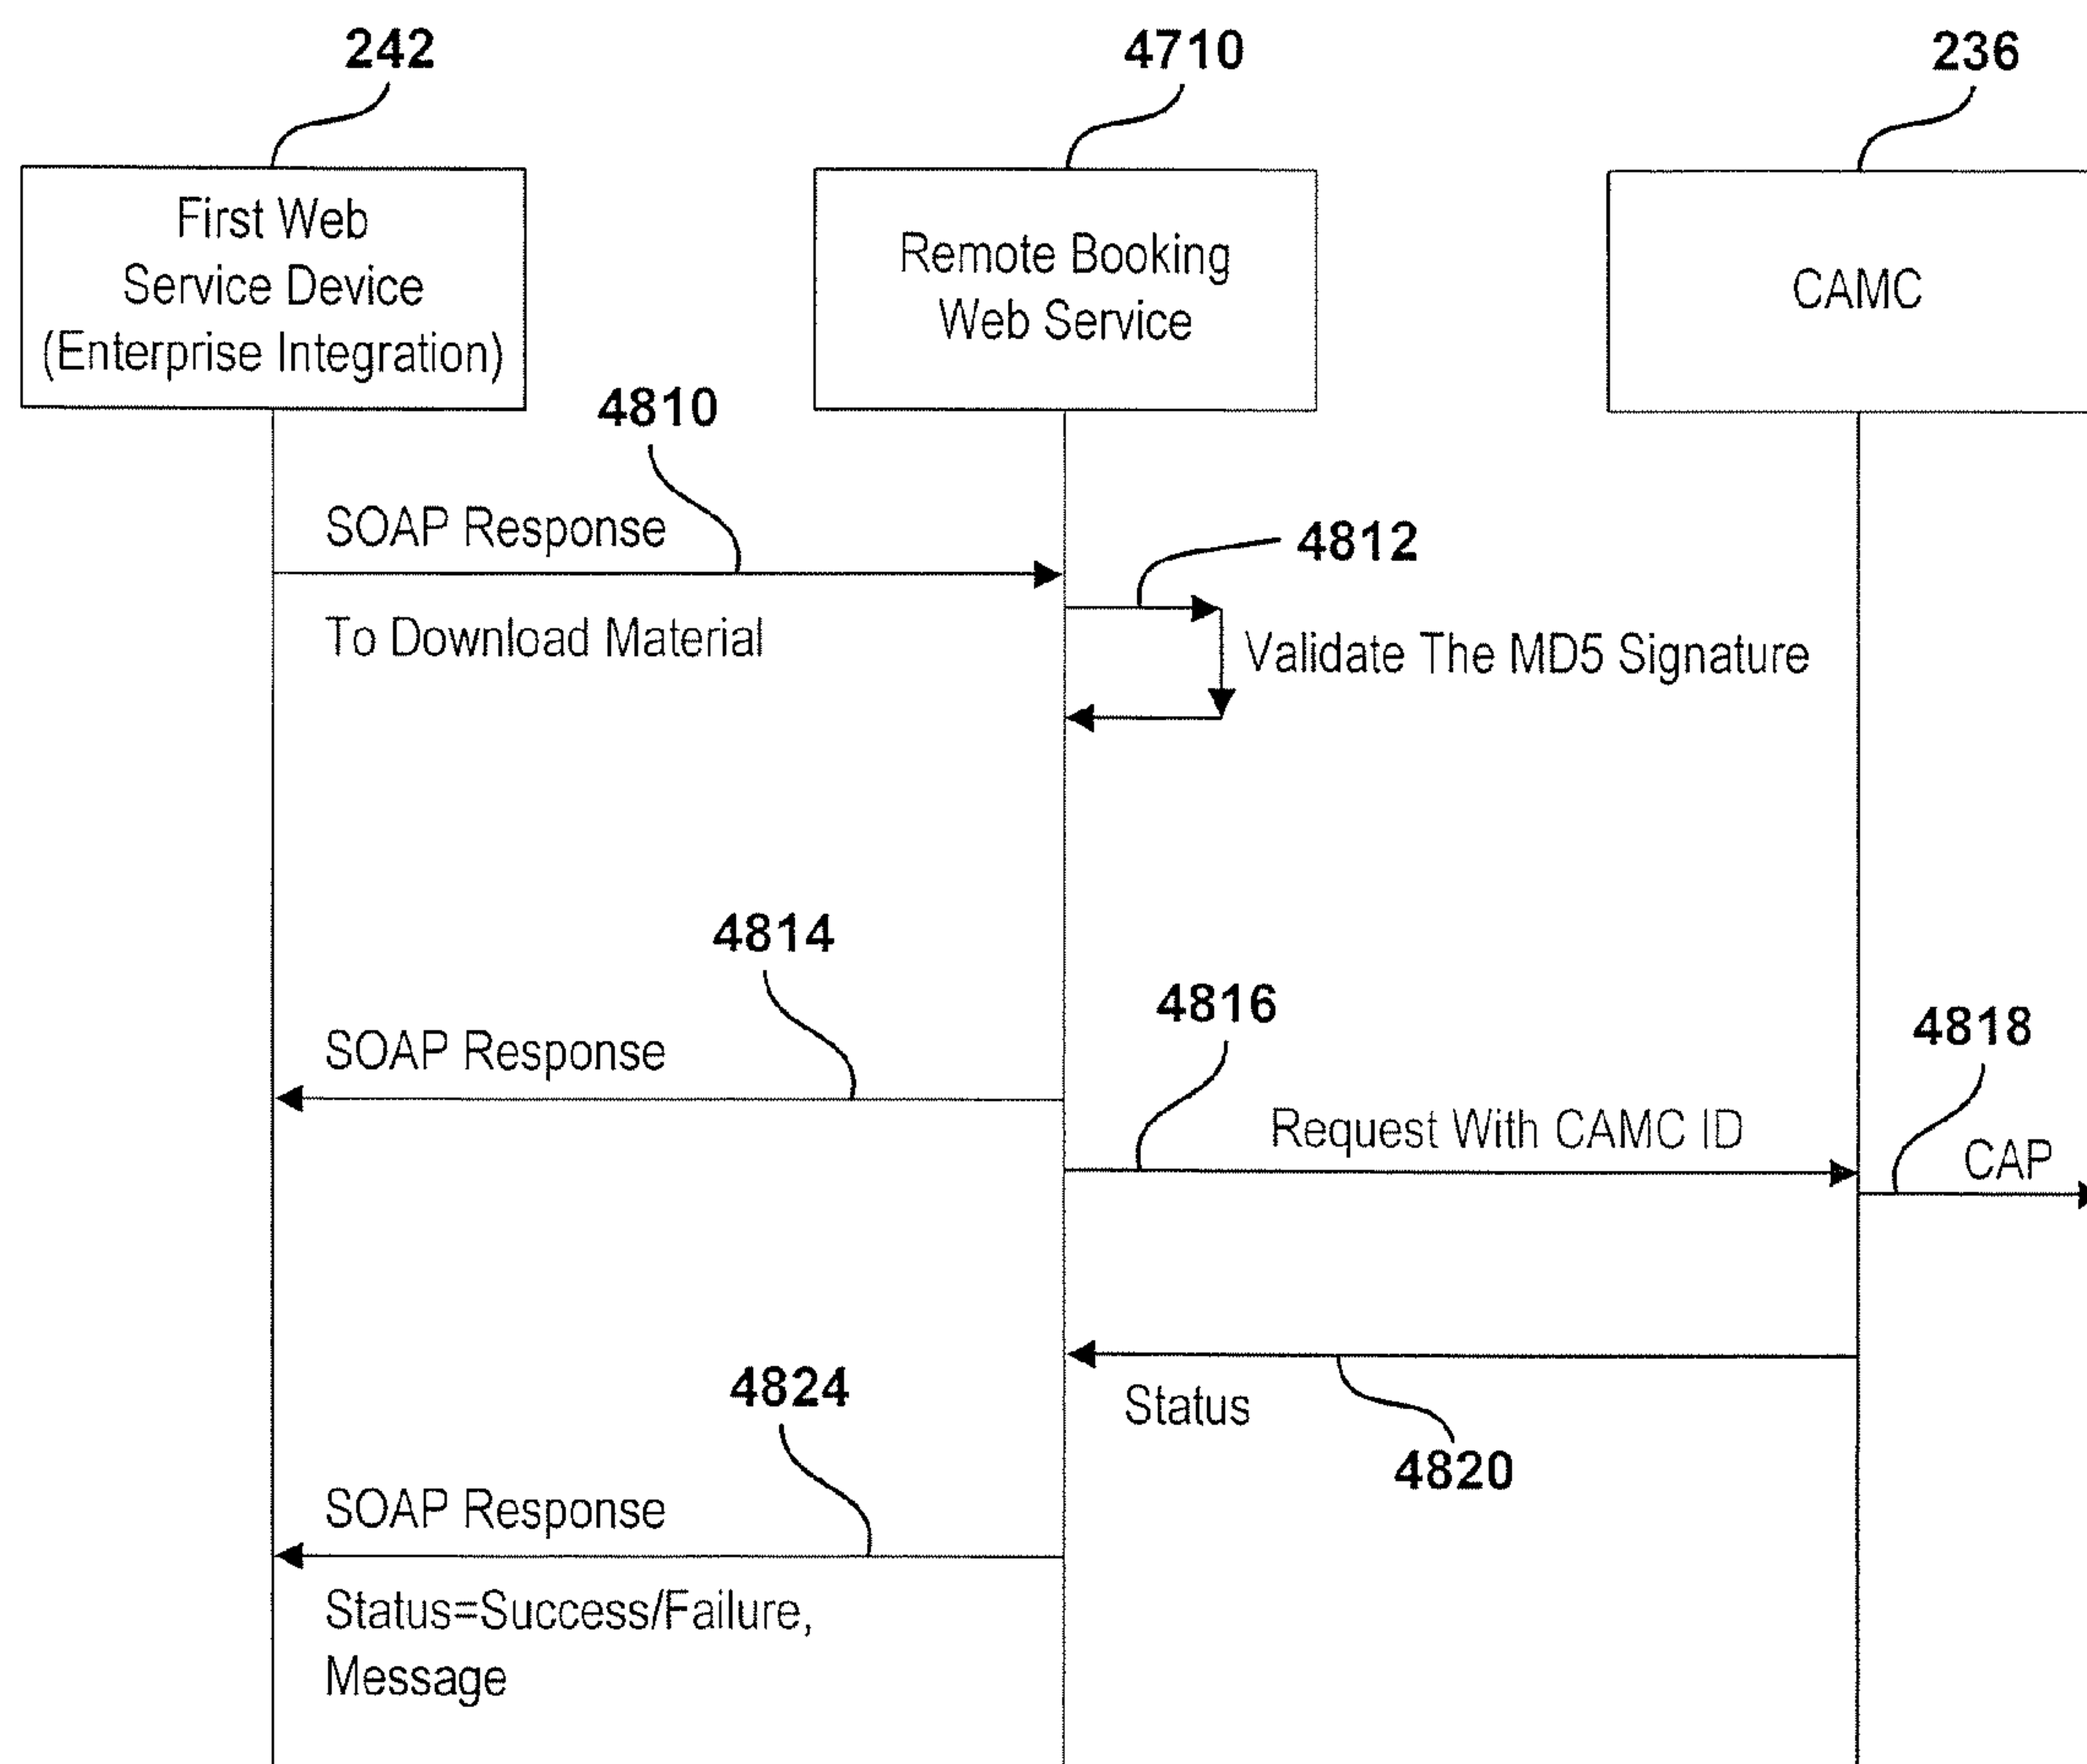 242
4710
236
First Web
Service Device
(Enterprise Integration)
Remote Booking
Web Service
CAMC
4810
SOAP Response
To Download Material
4812
Validate The MD5 Signature
4814
SOAP Response
4816
Request With CAMC ID
4818
CAP
4820
Status
4824
SOAP Response
Status=Success/Failure,
Message